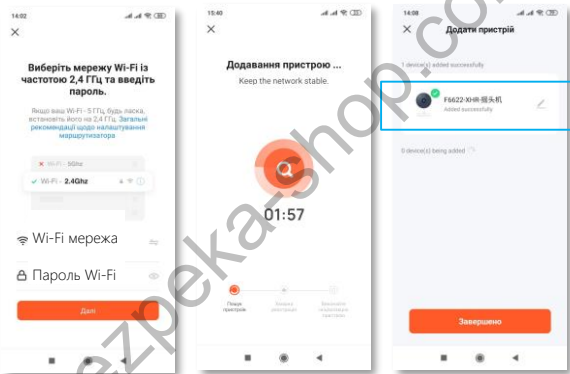 14:02
Виберіть мережу Wi-Fi із
частотою 2,4 ГГц та введіть
пароль.
Якщо ваш Wi-Fi - 5 ГГц, будь ласка,
встановіть його на 2,4 ГГц. Загальні
рекомендації щодо налаштування
маршрутизатора
Wi-Fi - 5Ghz
Wi-Fi - 2.4Ghz
Wi-Fi мережа
Пароль Wi-Fi
Далі
15:40
Додавання пристрою ...
Keep the network stable.
01:57
Пошук
пристроїв
14:08
Додати пристрій
1 device(s) added successfully
F6622-XHR-摇头机
Added successfully
0 device(s) being added
Завершено
bezpeka-shop.com